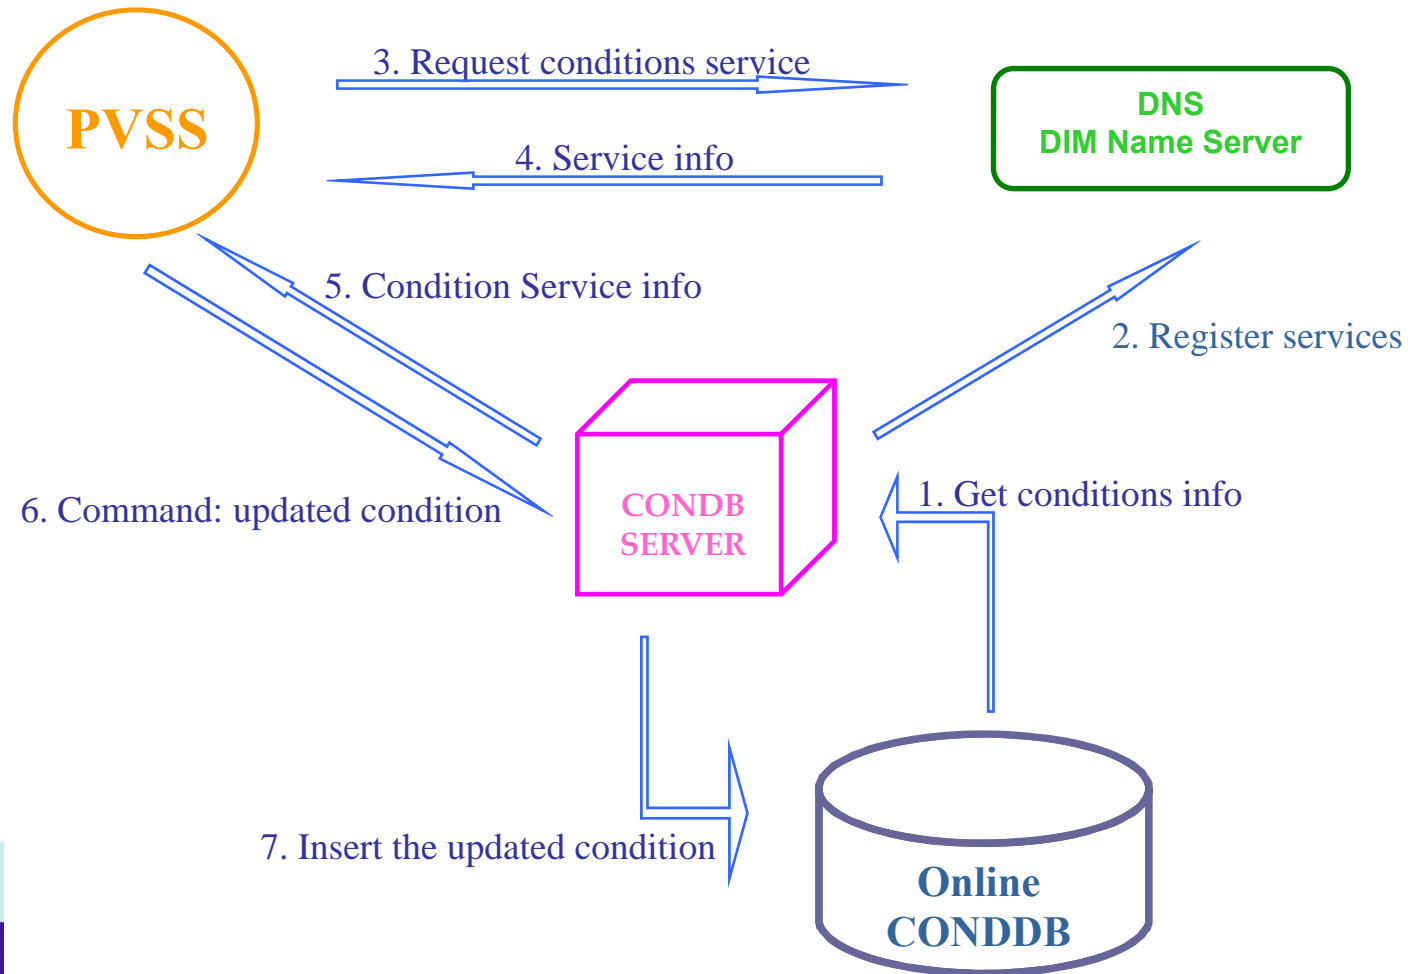 3. Request conditions service
PVSS
DNS
DIM Name Server
4. Service info
5. Condition Service info
2. Register services
6. Command: updated condition
CONDB
SERVER
1. Get conditions info
7. Insert the updated condition
Online
CONDDB